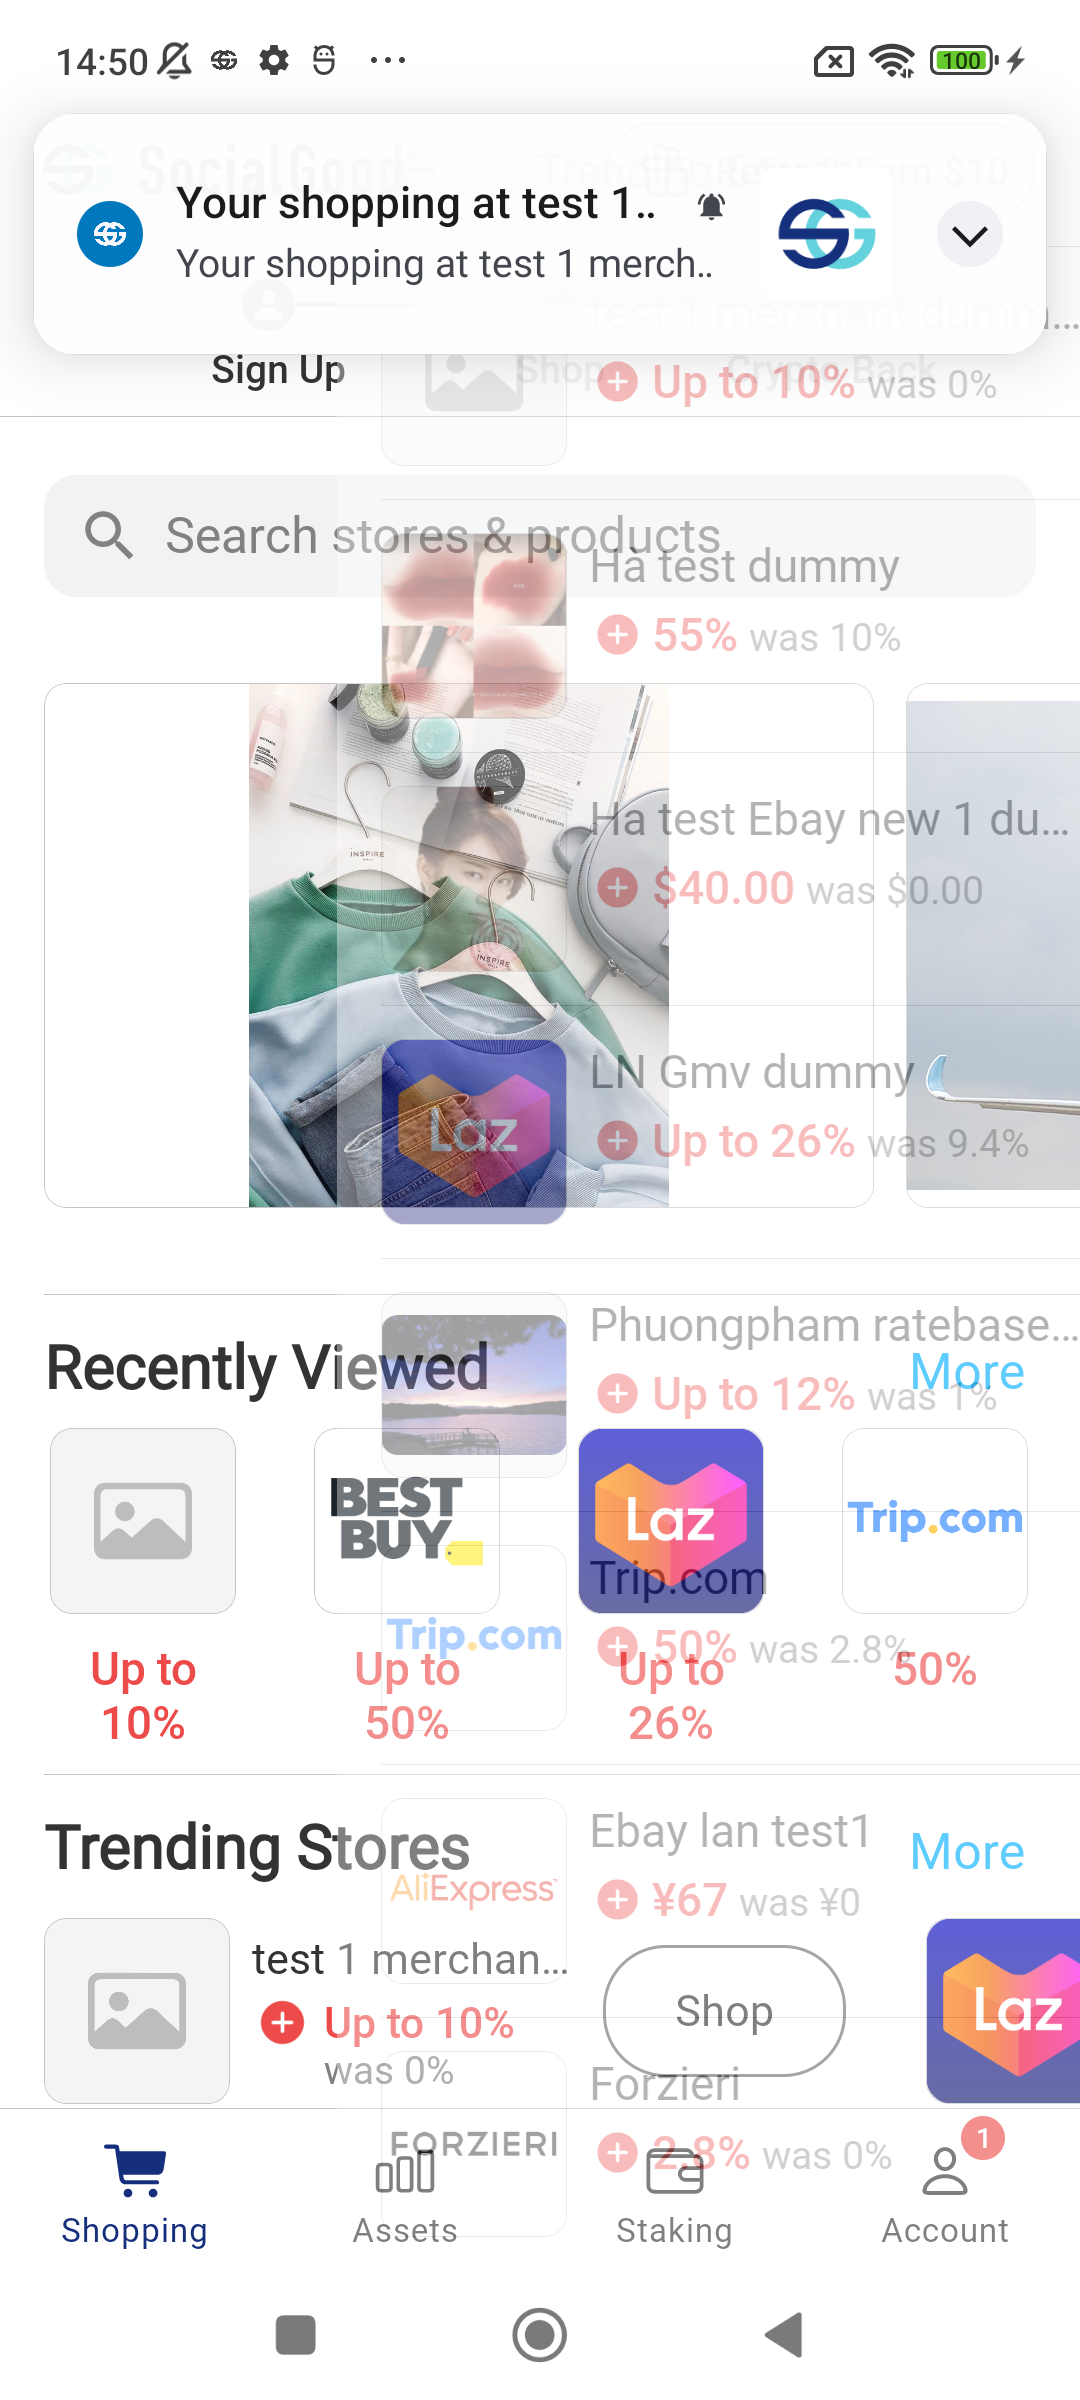 14:50
100
SocialGood
Trending
Refer & Earn $10
Your shopping at test 1..
Your shopping at test 1 merch..
test 1 merchant dumm...
Sign Up
Shop
Crypto Back
Up to 10% was 0%
Search stores & products
Hà test dummy
55% was 10%
INSPIRE
INSPIRE
Ha test Ebay new 1 du...
$40.00 was $0.00
LN Gmv dummy
Laz
Up to 26% was 9.4%
Phuongpham ratebase...
Recently Viewed
More
Up to 12% was 1%
BEST
BUY
Laz
Trip.com
Trip.com
Trip.com
50% was 2.8%
Up to
10%
Up to
50%
Up to
26%
50%
Trending Stores
More
Ebay lan test1
AliExpress
¥67 was ¥0
test 1 merchan...
Up to 10%
was 0%
Shop
Laz
Forzieri
FORZIERI
2.8% was 0%
1
Shopping
Assets
Staking
Account